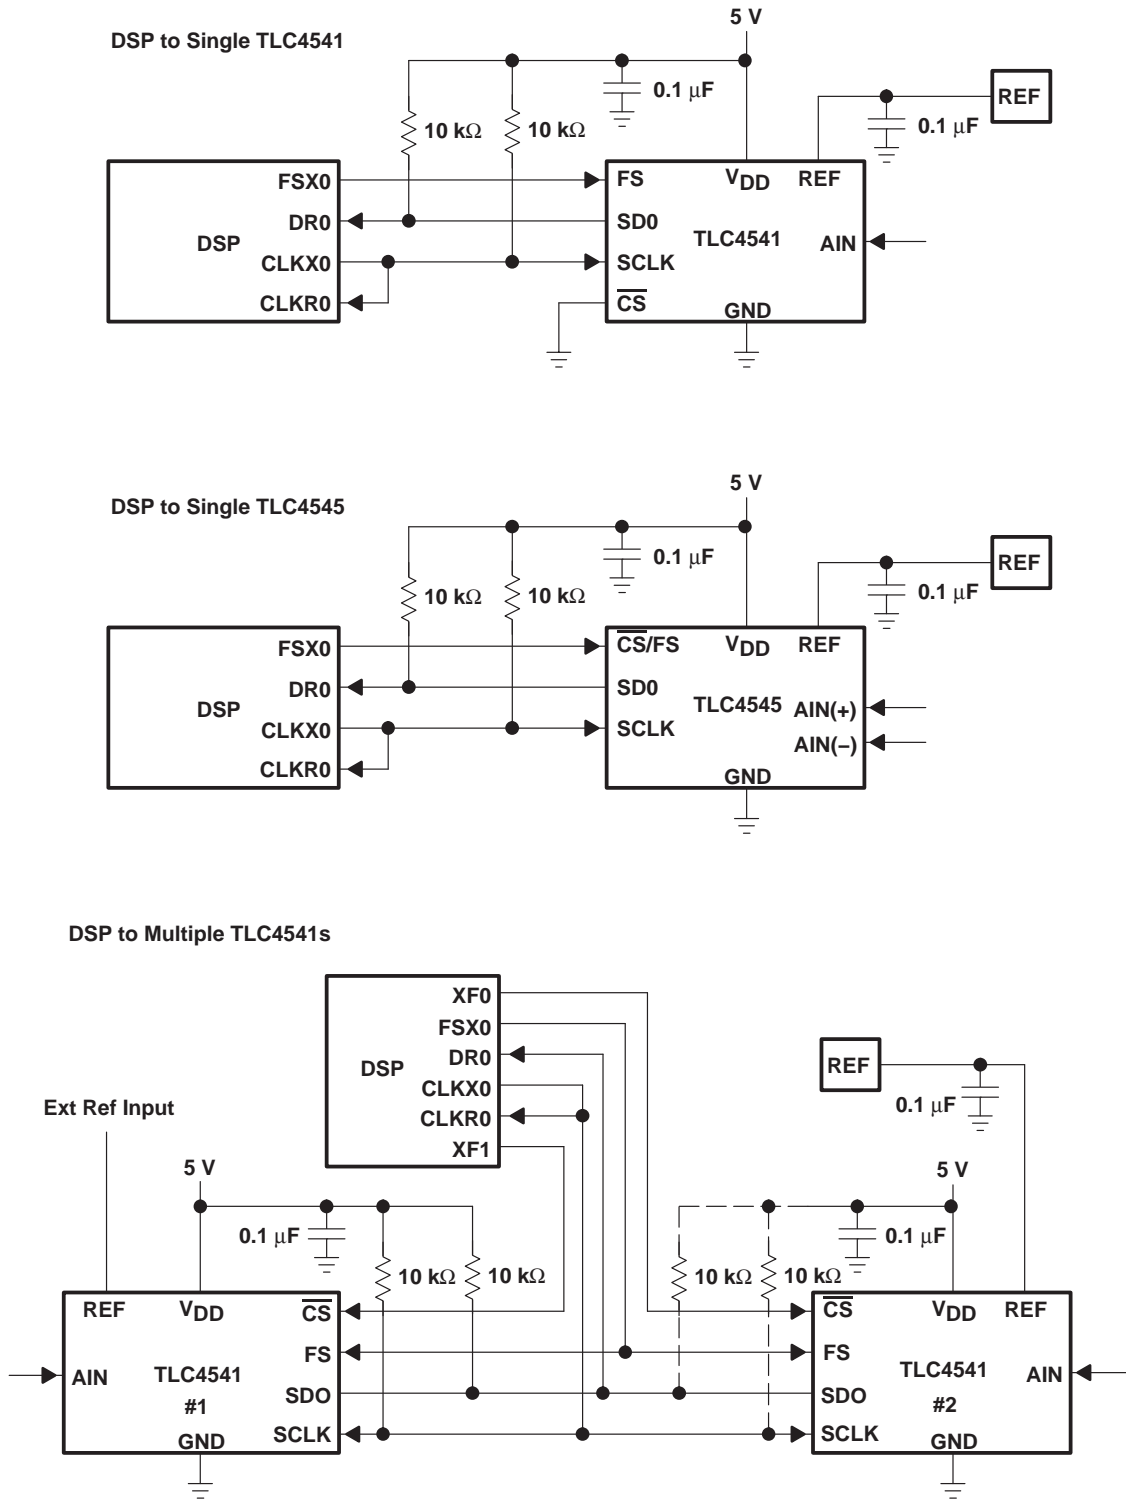 5 V
DSP to Single TLC4541
0.1 μF
REF
10 kΩ
10 kΩ
0.1 μF
FSX0
FS
VDD
REF
DR0
SD0
DSP
TLC4541
AIN
CLKX0
SCLK
CLKR0
CS
GND
5 V
DSP to Single TLC4545
0.1 μF
REF
10 kΩ
10 kΩ
0.1 μF
FSX0
CS/FS
VDD
REF
DR0
SD0
DSP
TLC4545
AIN(+)
CLKX0
SCLK
AIN(−)
CLKR0
GND
DSP to Multiple TLC4541s
XF0
FSX0
DR0
DSP
CLKX0
CLKR0
XF1
REF
0.1 μF
Ext Ref Input
5 V
5 V
0.1 μF
0.1 μF
10 kΩ
10 kΩ
10 kΩ
10 kΩ
REF
VDD
CS
CS
VDD
REF
FS
FS
AIN
TLC4541
#1
TLC4541
#2
AIN
SDO
SDO
SCLK
SCLK
GND
GND